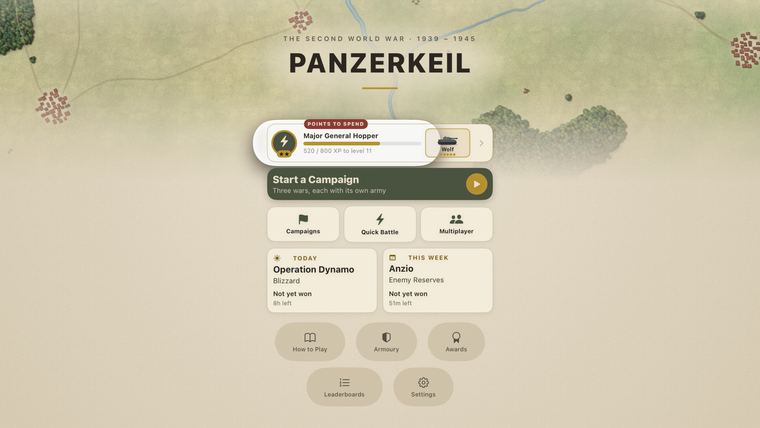 THE SECOND WORLD WAR · 1939 – 1945
PANZERKEIL
POINTS TO SPEND
Major General Hopper
520 / 800 XP to level 11
Wolf
Start a Campaign
Three wars, each with its own army
Campaigns
Quick Battle
Multiplayer
TODAY
Operation Dynamo
Blizzard
Not yet won
8h left
THIS WEEK
Anzio
Enemy Reserves
Not yet won
51m left
How to Play
Armoury
Awards
Leaderboards
Settings